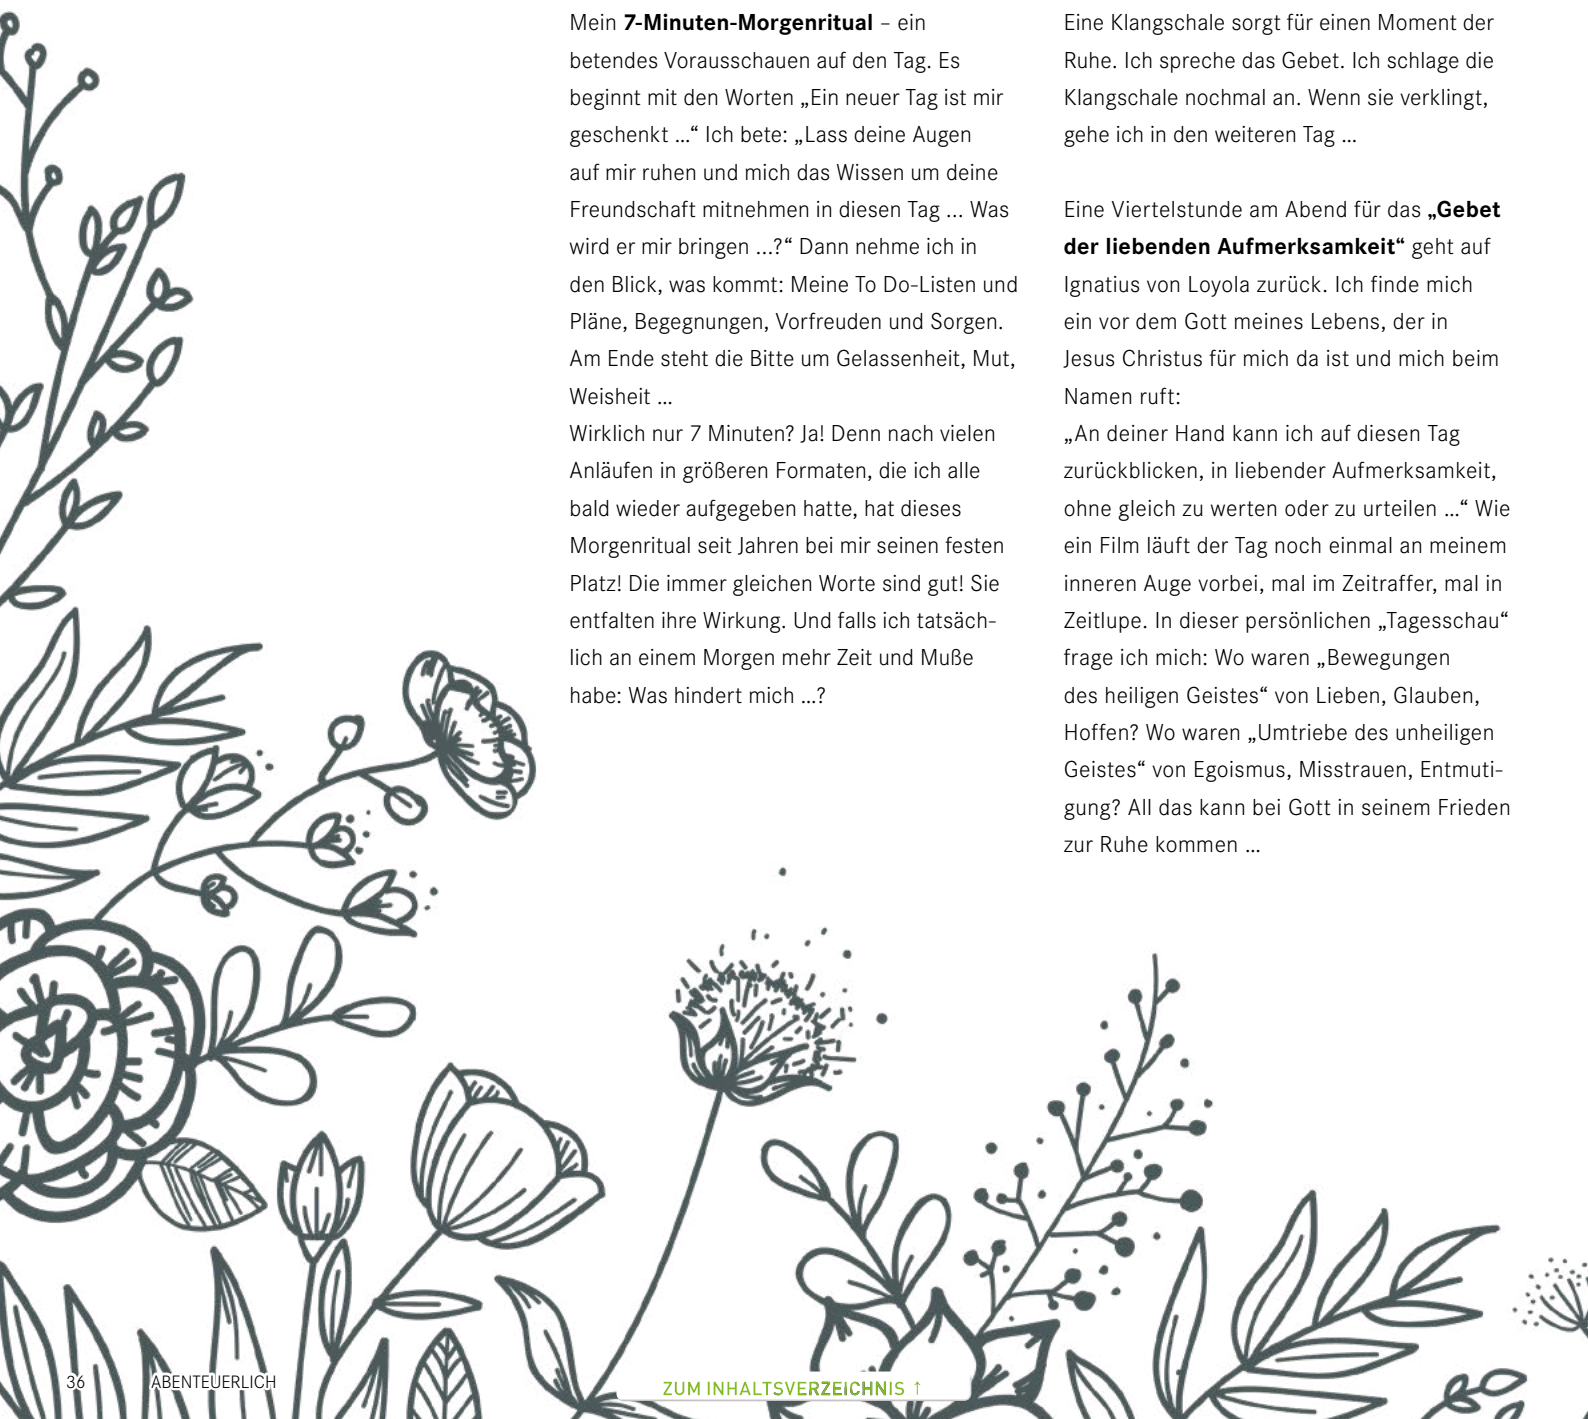 Mein 7-Minuten-Morgenritual – ein
betendes Vorausschauen auf den Tag. Es
beginnt mit den Worten „Ein neuer Tag ist mir
geschenkt ...“ Ich bete: „Lass deine Augen
auf mir ruhen und mich das Wissen um deine
Freundschaft mitnehmen in diesen Tag ... Was
wird er mir bringen ...?“ Dann nehme ich in
den Blick, was kommt: Meine To Do-Listen und
Pläne, Begegnungen, Vorfreuden und Sorgen.
Am Ende steht die Bitte um Gelassenheit, Mut,
Weisheit ...
Wirklich nur 7 Minuten? Ja! Denn nach vielen
Anläufen in größeren Formaten, die ich alle
bald wieder aufgegeben hatte, hat dieses
Morgenritual seit Jahren bei mir seinen festen
Platz! Die immer gleichen Worte sind gut! Sie
entfalten ihre Wirkung. Und falls ich tatsäch-
lich an einem Morgen mehr Zeit und Muße
habe: Was hindert mich ...?
Eine Klangschale sorgt für einen Moment der
Ruhe. Ich spreche das Gebet. Ich schlage die
Klangschale nochmal an. Wenn sie verklingt,
gehe ich in den weiteren Tag ...
Eine Viertelstunde am Abend für das „Gebet
der liebenden Aufmerksamkeit“ geht auf
Ignatius von Loyola zurück. Ich finde mich
ein vor dem Gott meines Lebens, der in
Jesus Christus für mich da ist und mich beim
Namen ruft:
„An deiner Hand kann ich auf diesen Tag
zurückblicken, in liebender Aufmerksamkeit,
ohne gleich zu werten oder zu urteilen ...“ Wie
ein Film läuft der Tag noch einmal an meinem
inneren Auge vorbei, mal im Zeitraffer, mal in
Zeitlupe. In dieser persönlichen „Tagesschau“
frage ich mich: Wo waren „Bewegungen
des heiligen Geistes“ von Lieben, Glauben,
Hoffen? Wo waren „Umtriebe des unheiligen
Geistes“ von Egoismus, Misstrauen, Entmuti-
gung? All das kann bei Gott in seinem Frieden
zur Ruhe kommen ...
36 ABENTEUERLICH
ZUM INHALTSVERZEICHNIS ↑